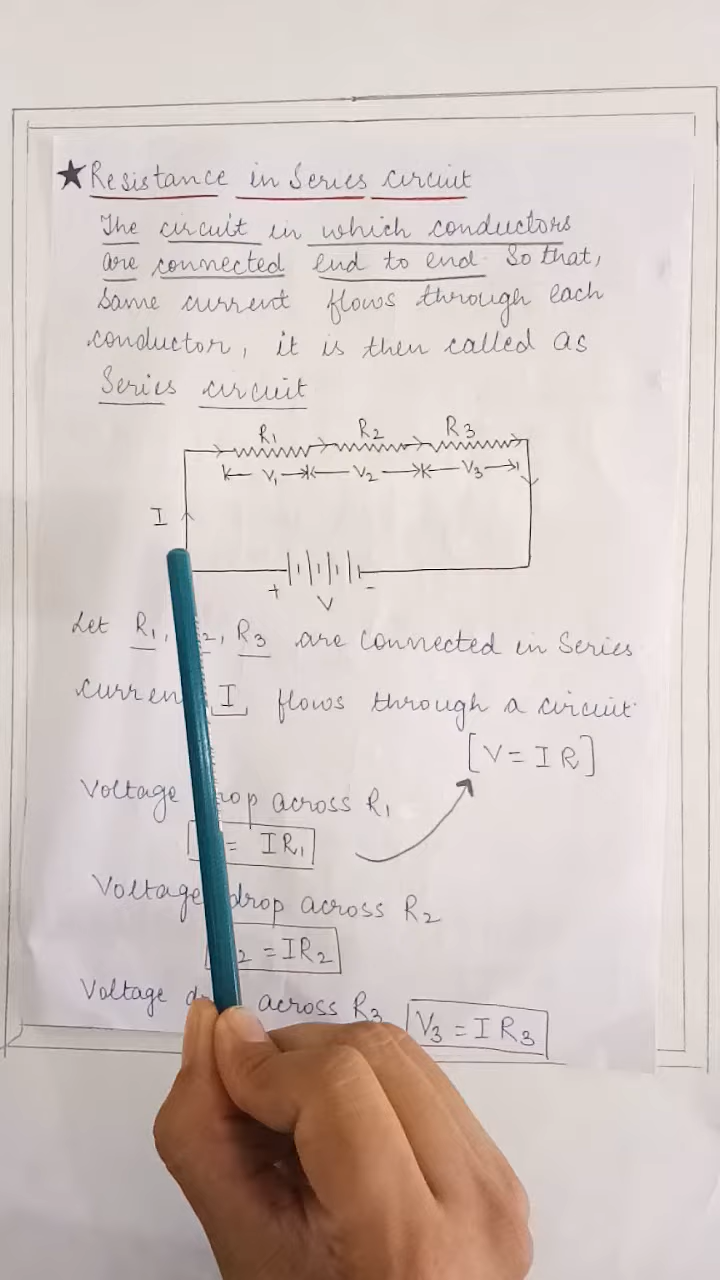 ★ Resistance in Series circuit
The circuit in which conductors
are connected end to end. So that,
same current flows through each
conductor, it is then called as
Series circuit
R1 R2 R3
V1 V2 V3
I
+ -
V
Let R1, 2, R3 are connected in Series
curren I flows through a circuit.
[V = IR]
Voltage rop across R1
= IR1
Voltage drop across R2
2 = IR2
Voltage d across R3 V3 = I R3